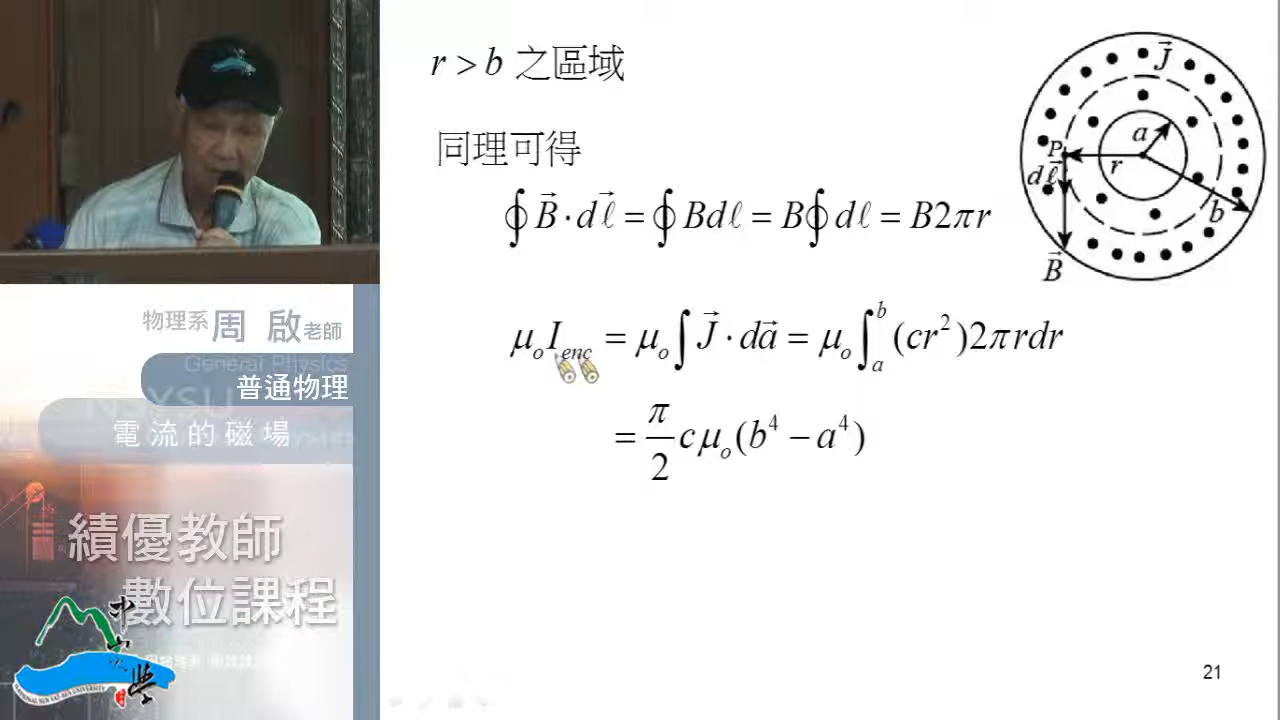 r > b 之區域
同理可得
∮ B⃗ · dℓ⃗ = ∮ Bdℓ = B∮ dℓ = B2πr
μₒI_enc = μₒ∫ J⃗ · da⃗ = μₒ∫ₐᵇ (cr²)2πrdr
= π/2 cμₒ(b⁴ − a⁴)
J⃗
a
P
r
dℓ⃗
b
B⃗
物理系 周 啟 老師
General Physics
普通物理
NSYSU
電流的磁場
績優教師
數位課程
21